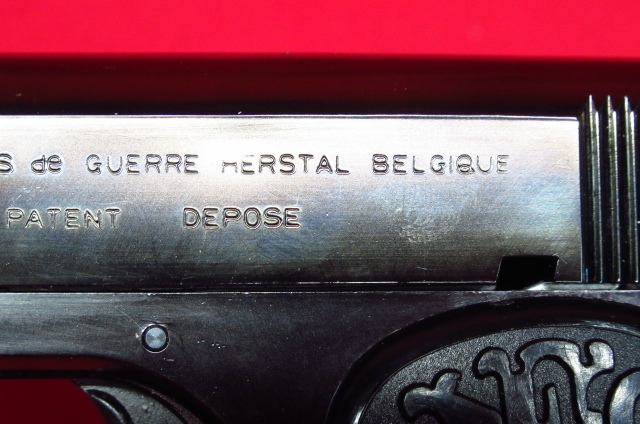 S de GUERRE HERSTAL BELGIQUE
PATENT DEPOSE